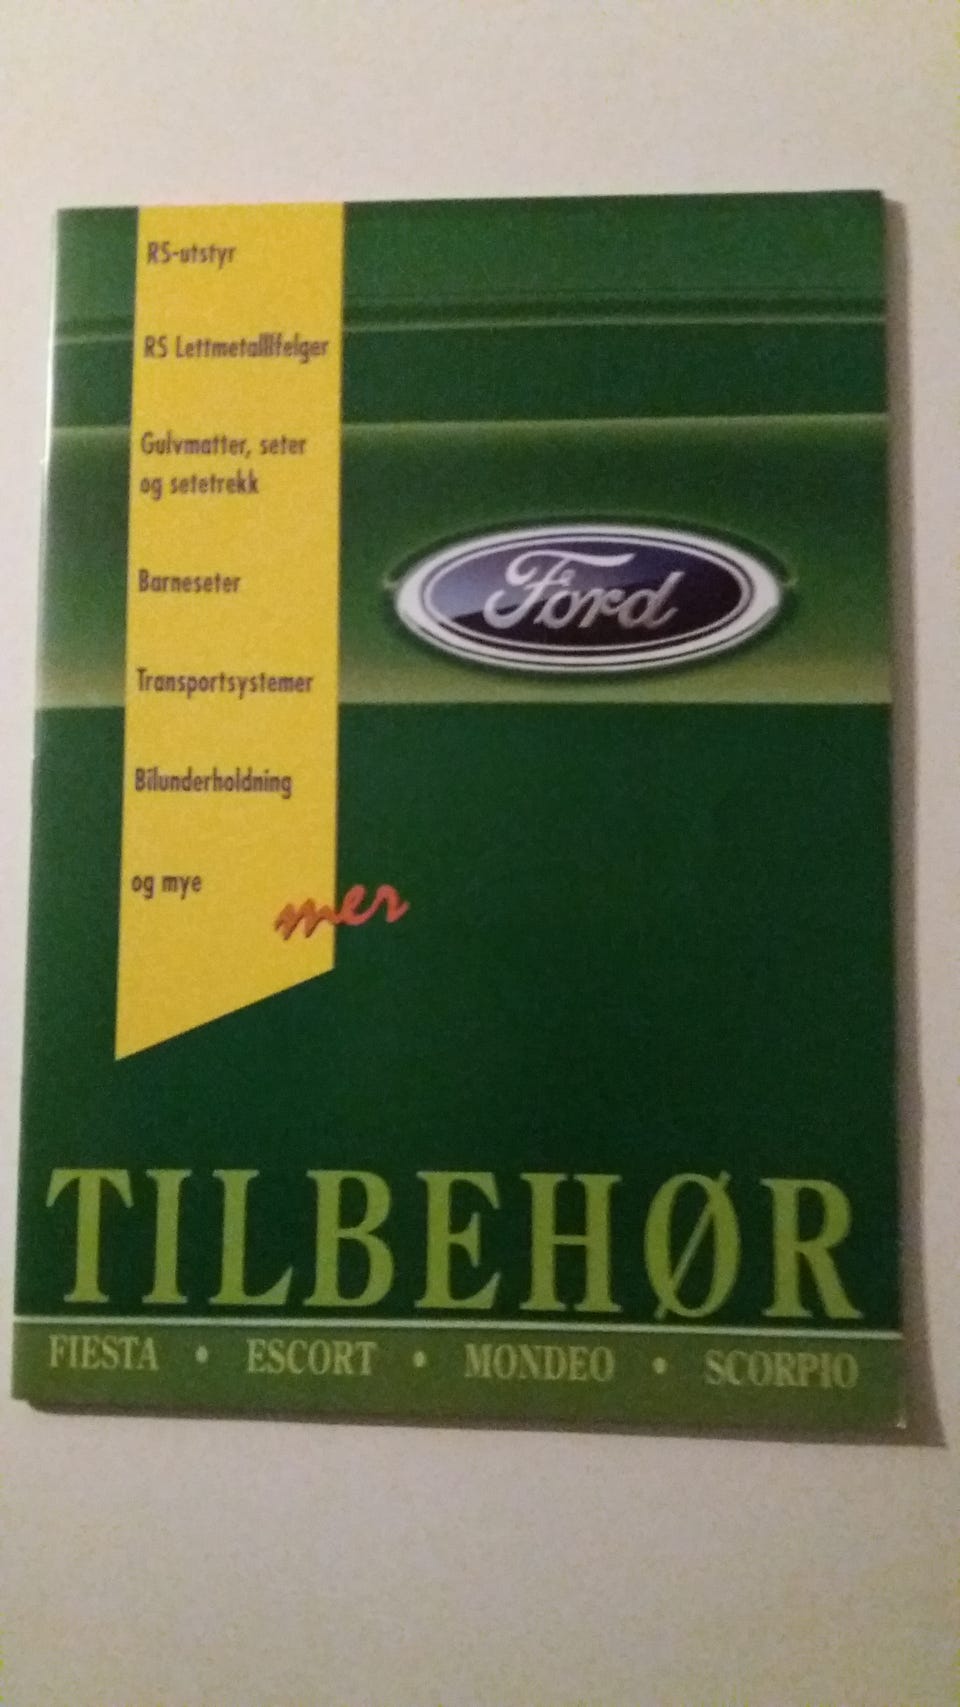 RS-utstyr
RS Lettmetallfelger
Gulvmatter, seter
og setetrekk
Barneseter
Transportsystemer
Bilunderholdning
og mye
mer
Ford
TILBEHØR
FIESTA • ESCORT • MONDEO • SCORPIO